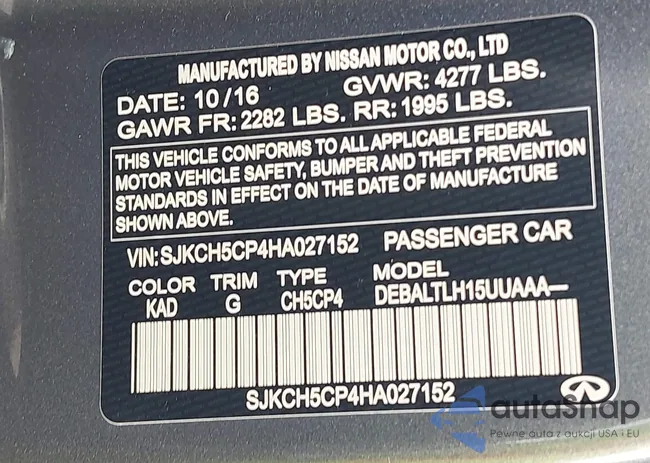 MANUFACTURED BY NISSAN MOTOR CO., LTD
DATE: 10/16 GVWR: 4277 LBS.
GAWR FR: 2282 LBS. RR: 1995 LBS.
THIS VEHICLE CONFORMS TO ALL APPLICABLE FEDERAL
MOTOR VEHICLE SAFETY, BUMPER AND THEFT PREVENTION
STANDARDS IN EFFECT ON THE DATE OF MANUFACTURE
SHOWN ABOVE.
VIN: SJKCH5CP4HA027152 PASSENGER CAR
COLOR TRIM TYPE MODEL
KAD G CH5CP4 DEBALTLH15UUAAA—
SJKCH5CP4HA027152
autoSnap
Pewne auta z aukcji USA i EU